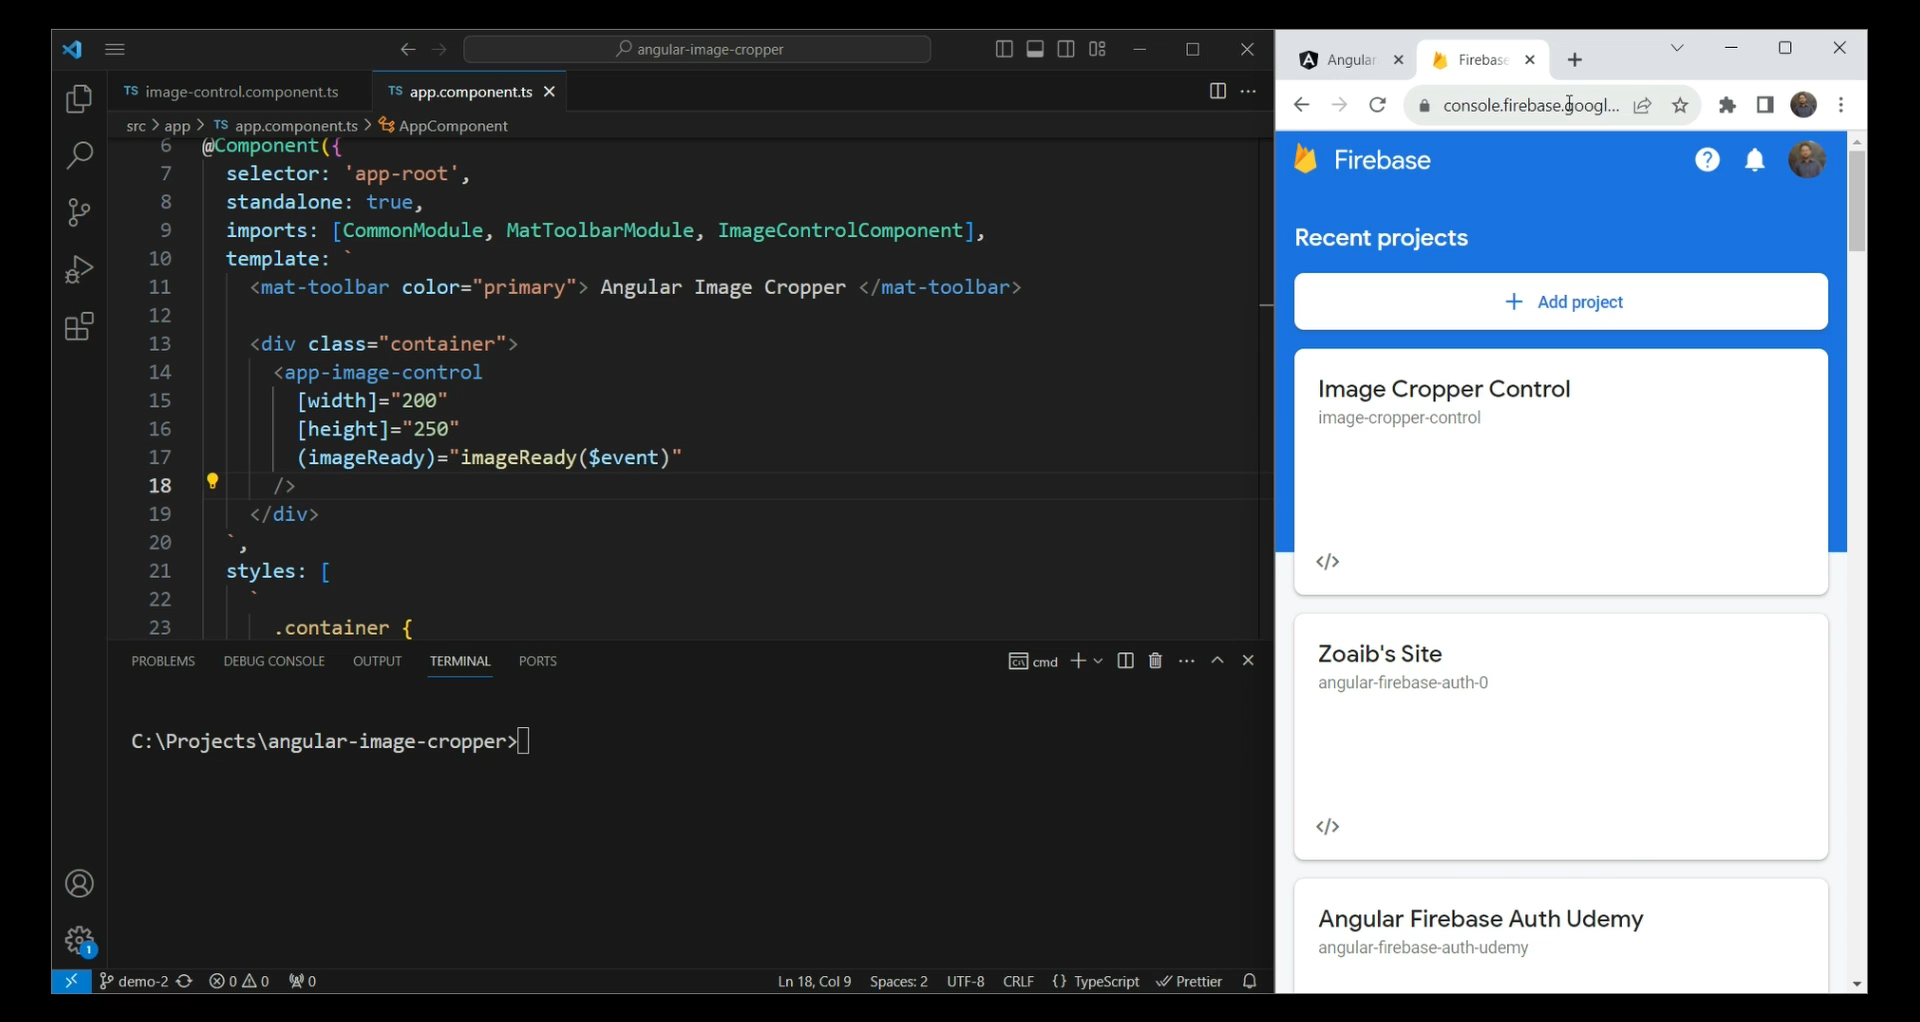 angular-image-cropper
TS image-control.component.ts
TS app.component.ts
src > app > TS app.component.ts > AppComponent
6 @Component({
7 selector: 'app-root',
8 standalone: true,
9 imports: [CommonModule, MatToolbarModule, ImageControlComponent],
10 template: `
11 <mat-toolbar color="primary"> Angular Image Cropper </mat-toolbar>
12
13 <div class="container">
14 <app-image-control
15 [width]="200"
16 [height]="250"
17 (imageReady)="imageReady($event)"
18 />
19 </div>
20 `,
21 styles: [
22 `
23 .container {
PROBLEMS DEBUG CONSOLE OUTPUT TERMINAL PORTS
cmd
C:\Projects\angular-image-cropper>
1
demo-2 0 0 0 Ln 18, Col 9 Spaces: 2 UTF-8 CRLF {} TypeScript Prettier
Angular Firebase
console.firebase.googl...
Firebase
Recent projects
+ Add project
Image Cropper Control
image-cropper-control
</>
Zoaib's Site
angular-firebase-auth-0
</>
Angular Firebase Auth Udemy
angular-firebase-auth-udemy